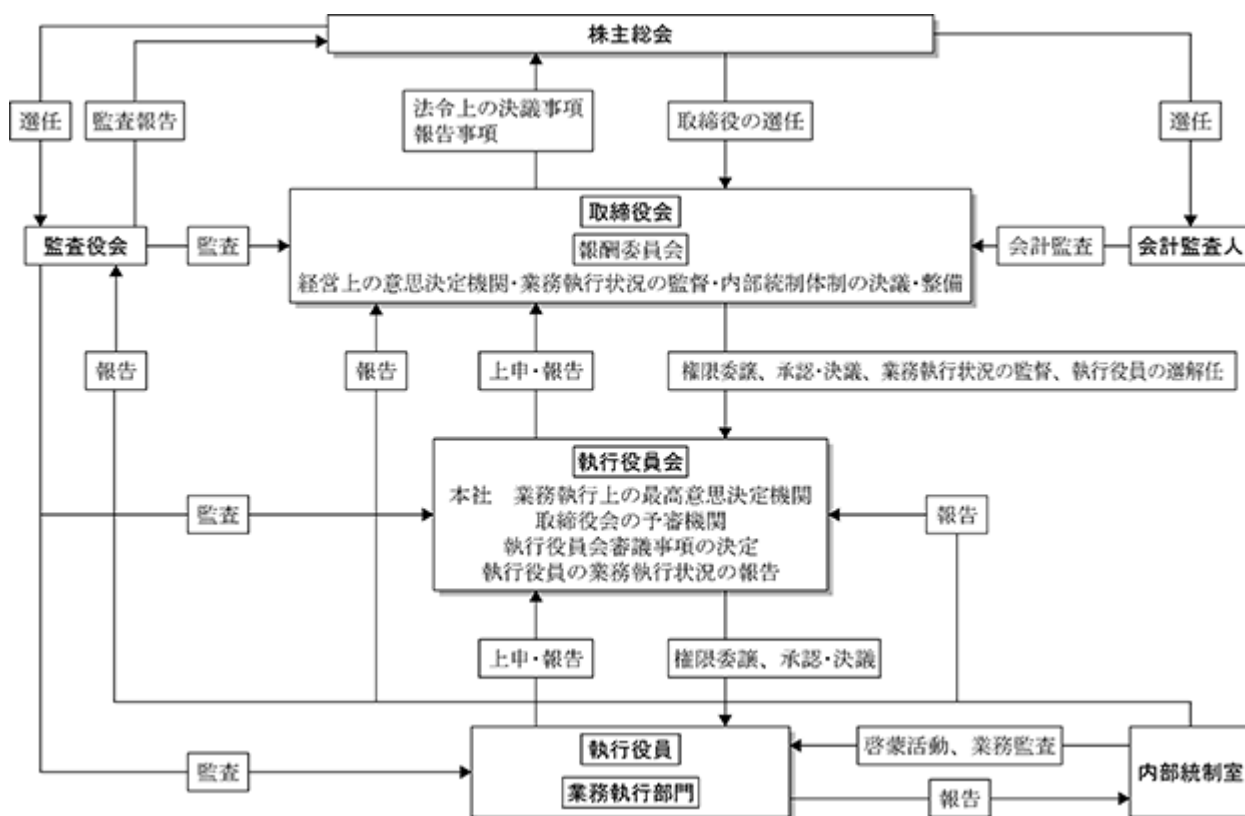 株主総会
選任
監査報告
法令上の決議事項
報告事項
取締役の選任
選任
取締役会
監査役会
監査
報酬委員会
会計監査
会計監査人
経営上の意思決定機関・業務執行状況の監督・内部統制体制の決議・整備
報告
報告
上申・報告
権限委譲、承認・決議、業務執行状況の監督、執行役員の選解任
執行役員会
本社　業務執行上の最高意思決定機関
取締役会の予審機関
執行役員会審議事項の決定
執行役員の業務執行状況の報告
監査
報告
上申・報告
権限委譲、承認・決議
執行役員
業務執行部門
監査
啓蒙活動、業務監査
報告
内部統制室